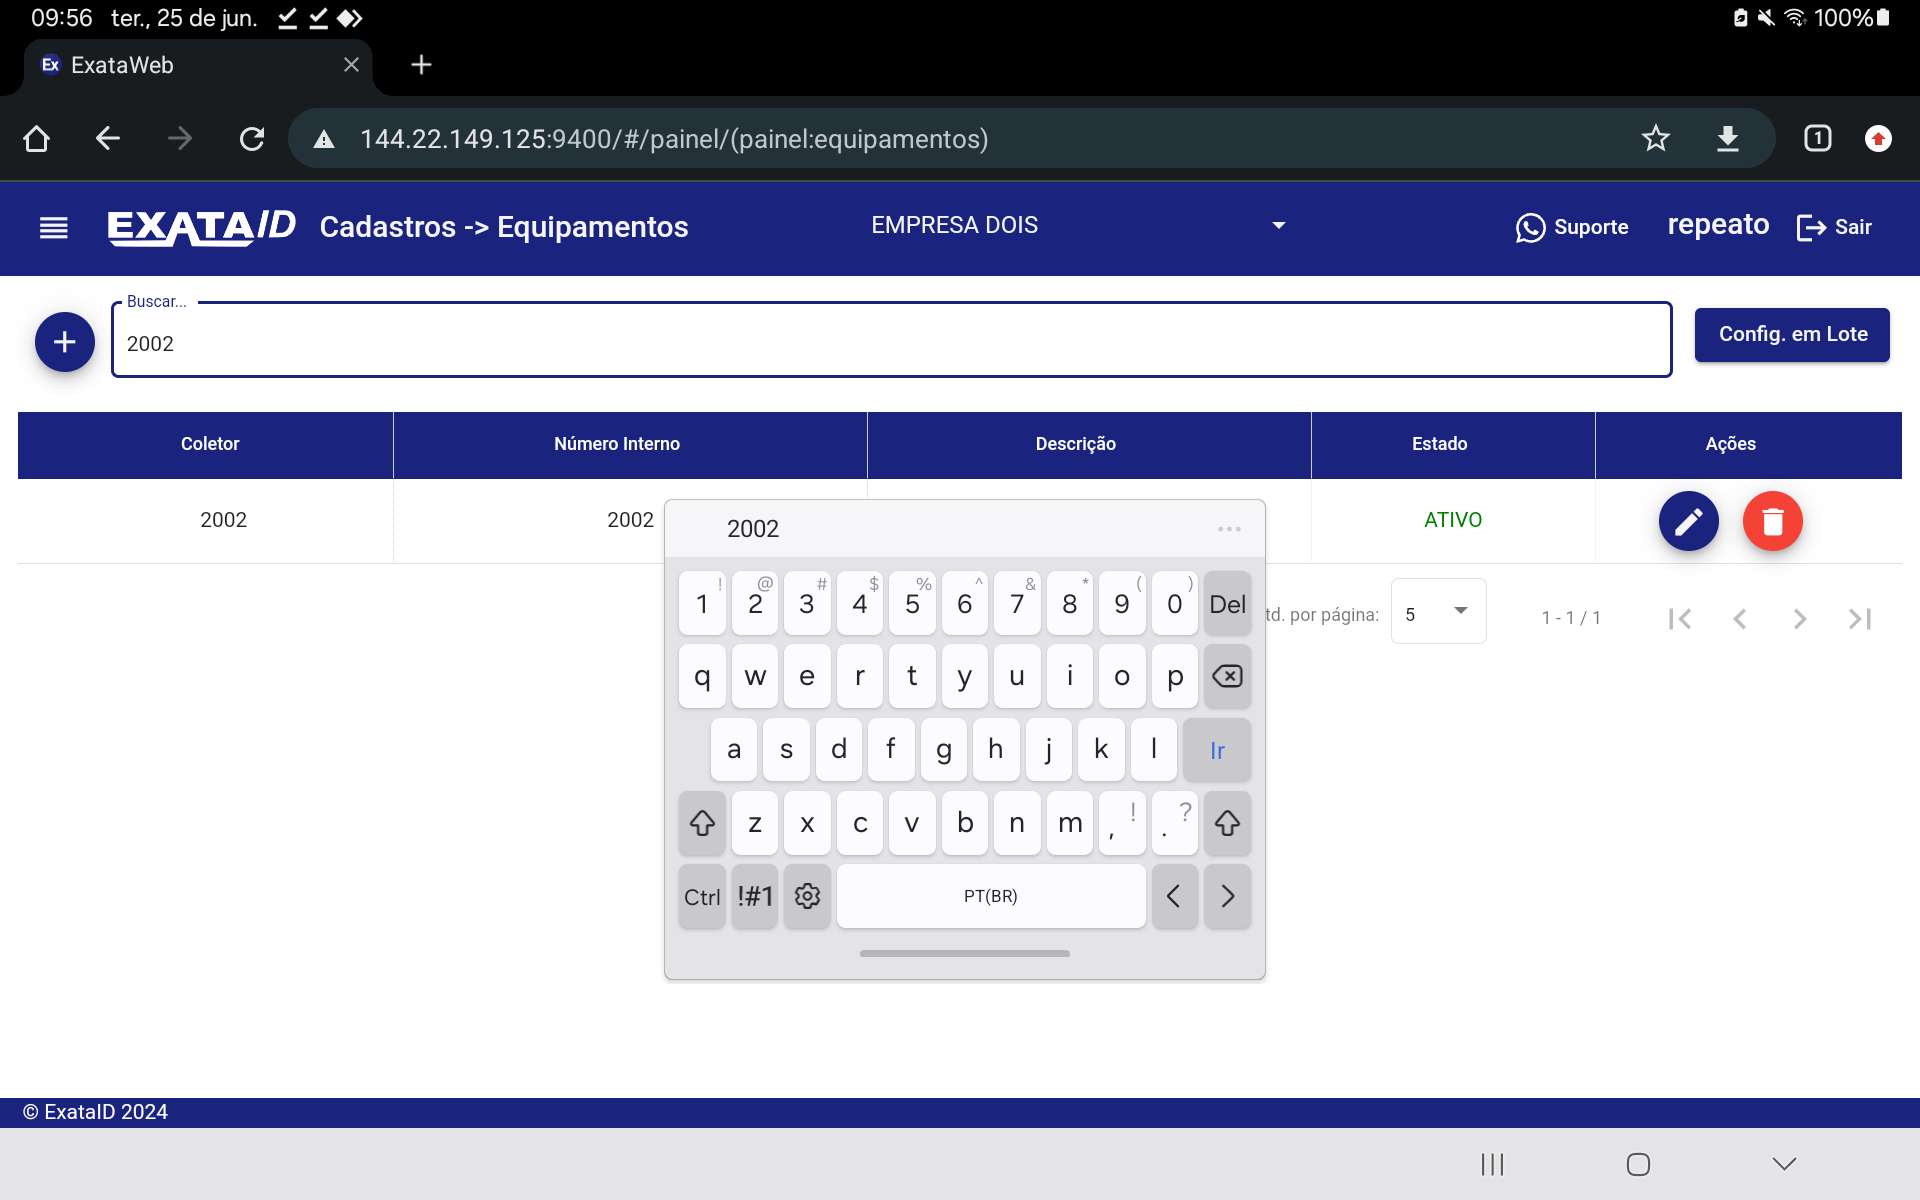 09:56 ter., 25 de jun. 100%
Ex ExataWeb
144.22.149.125:9400/#/painel/(painel:equipamentos) 1
EXATAID Cadastros -> Equipamentos EMPRESA DOIS Suporte repeato Sair
Buscar...
2002
Config. em Lote
Coletor Número Interno Descrição Estado Ações
2002 2002 ATIVO
2002 ...
! @ # $ % ^ & * ( )
1 2 3 4 5 6 7 8 9 0 Del
td. por página: 5 1 - 1 / 1
q w e r t y u i o p
a s d f g h j k l Ir
z x c v b n m , ! . ?
Ctrl !#1 PT(BR) < >
© ExataID 2024